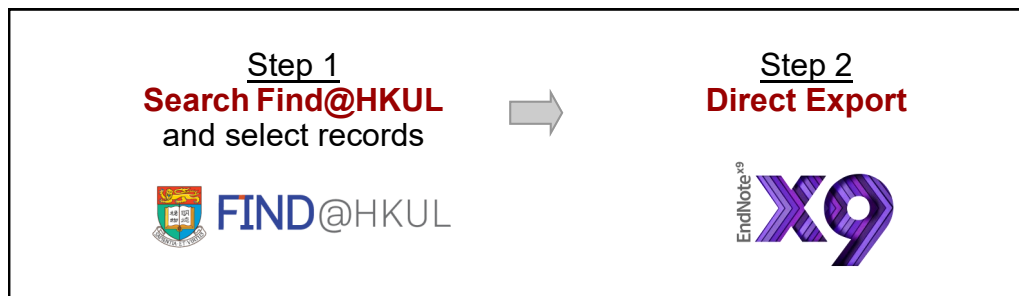 Step 1
Search Find@HKUL
and select records
FIND@HKUL
Step 2
Direct Export
EndNote x9
X9